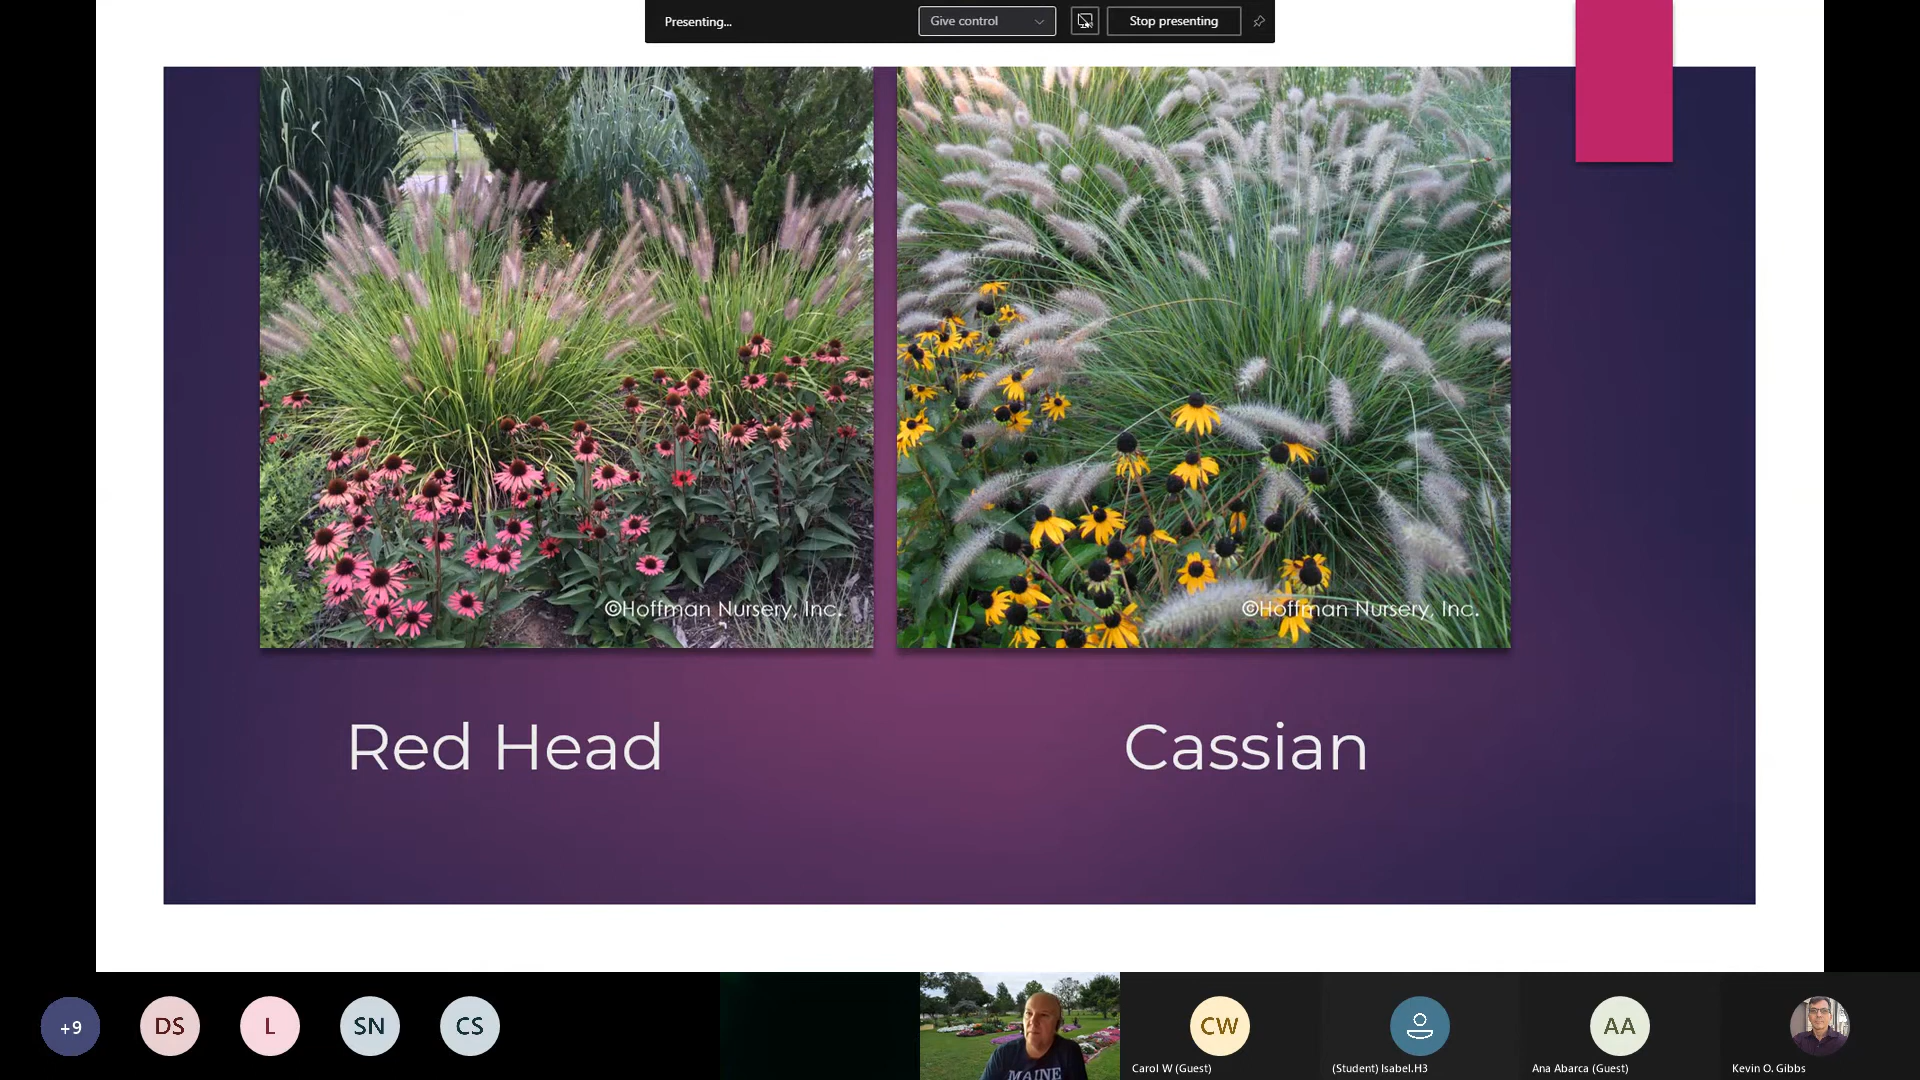 Presenting...
Give control
Stop presenting
©Hoffman Nursery, Inc.
©Hoffman Nursery, Inc.
Red Head
Cassian
+9
DS
L
SN
CS
MAINE
CW
Carol W (Guest)
(Student) Isabel.H3
AA
Ana Abarca (Guest)
Kevin O. Gibbs